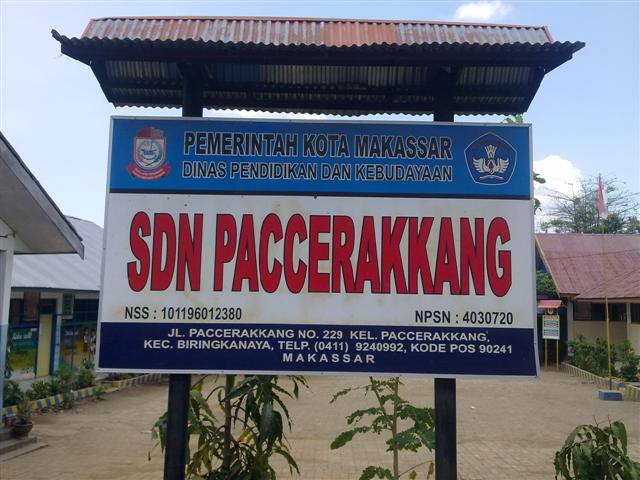 PEMERINTAH KOTA MAKASSAR
DINAS PENDIDIKAN DAN KEBUDAYAAN
SDN PACCERAKKANG
NSS : 101196012380
NPSN : 4030720
JL. PACCERAKKANG NO. 229 KEL. PACCERAKKANG,
KEC. BIRINGKANAYA, TELP. (0411) 9240992, KODE POS 90241
MAKASSAR